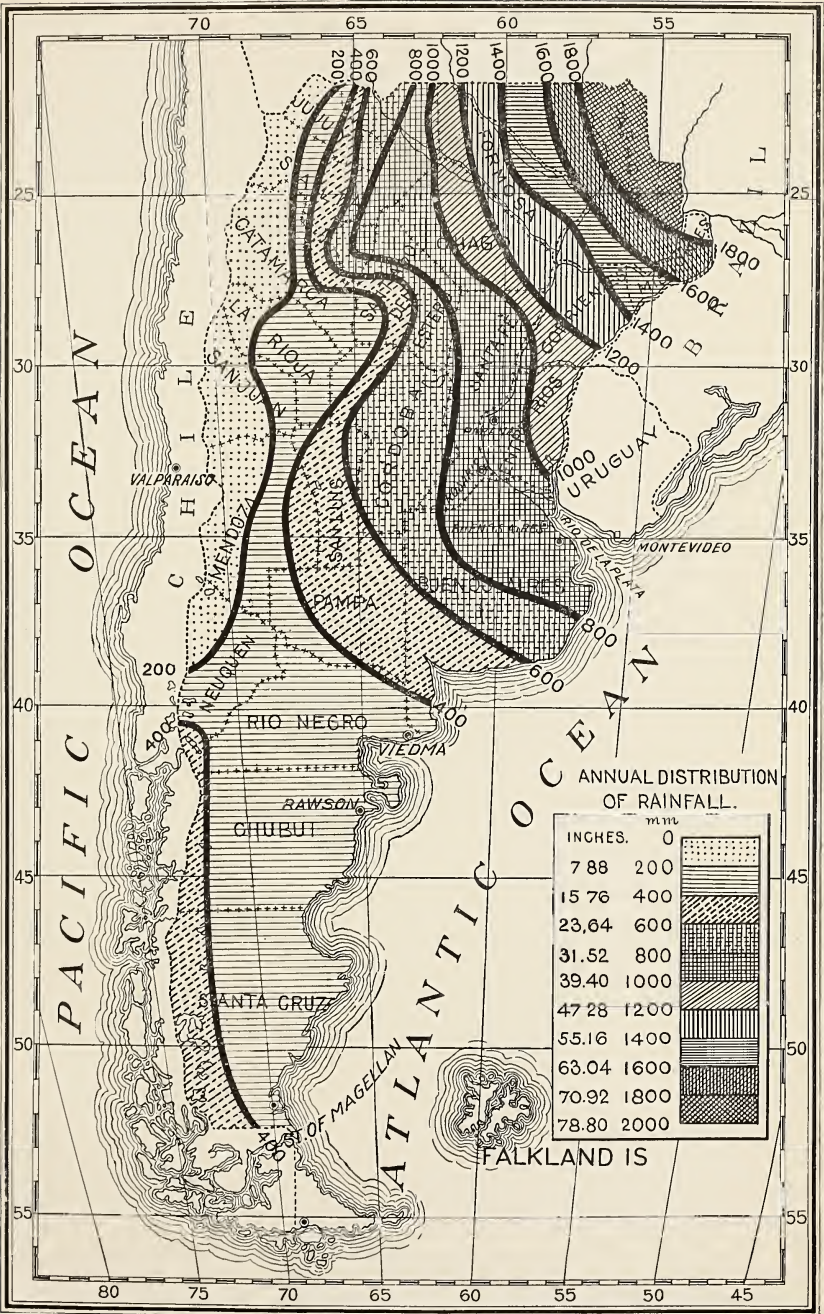 70 65 60 55
200 400 600 800 1000 1200 1400 1600 1800
JUJUY
SALTA
FORMOSA
25 25
CHACO
CATAMARCA
MISIONES
1800
1600
1400
1200
BRAZIL
LA RIOJA
CORRIENTES
SANTA FE
30 30
SAN JUAN
CORDOBA
ENTRE RIOS
PARANA
ROSARIO
1000
URUGUAY
VALPARAISO
CHILE
PACIFIC OCEAN
MENDOZA
SAN LUIS
BUENOS AIRES
RIO DE LA PLATA
MONTEVIDEO
35 35
PAMPA
BUENOS AIRES
800
600
400
200
NEUQUEN
40 40
400
RIO NEGRO
VIEDMA
RAWSON
CHUBUT
45 45
SANTA CRUZ
50 50
ST OF MAGELLAN
400
ATLANTIC OCEAN
FALKLAND IS
55 55
80 75 70 65 60 55 50 45
ANNUAL DISTRIBUTION
OF RAINFALL.
mm
INCHES. 0
7 88 200
15 76 400
23,64 600
31.52 800
39.40 1000
47 28 1200
55.16 1400
63.04 1600
70.92 1800
78.80 2000